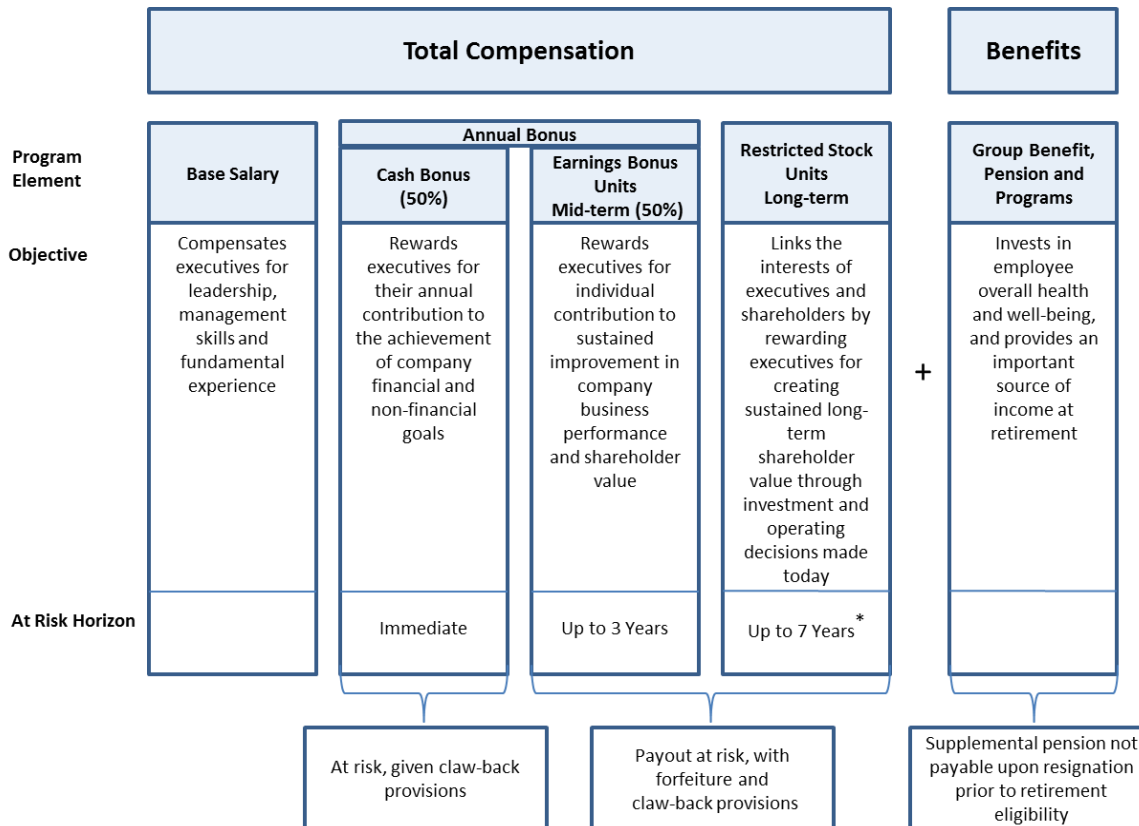 Total Compensation
Benefits
Program
Element
Base Salary
Annual Bonus
Cash Bonus
(50%)
Earnings Bonus
Units
Mid-term (50%)
Restricted Stock
Units
Long-term
Group Benefit,
Pension and
Programs
Objective
Compensates
executives for
leadership,
management
skills and
fundamental
experience
Rewards
executives for
their annual
contribution to
the achievement
of company
financial and
non-financial
goals
Rewards
executives for
individual
contribution to
sustained
improvement in
company
business
performance
and shareholder
value
Links the
interests of
executives and
shareholders by
rewarding
executives for
creating
sustained long-
term
shareholder
value through
investment and
operating
decisions made
today
+
Invests in
employee
overall health
and well-being,
and provides an
important
source of
income at
retirement
At Risk Horizon
Immediate
Up to 3 Years
Up to 7 Years*
At risk, given claw-back
provisions
Payout at risk, with
forfeiture and
claw-back provisions
Supplemental pension not
payable upon resignation
prior to retirement
eligibility